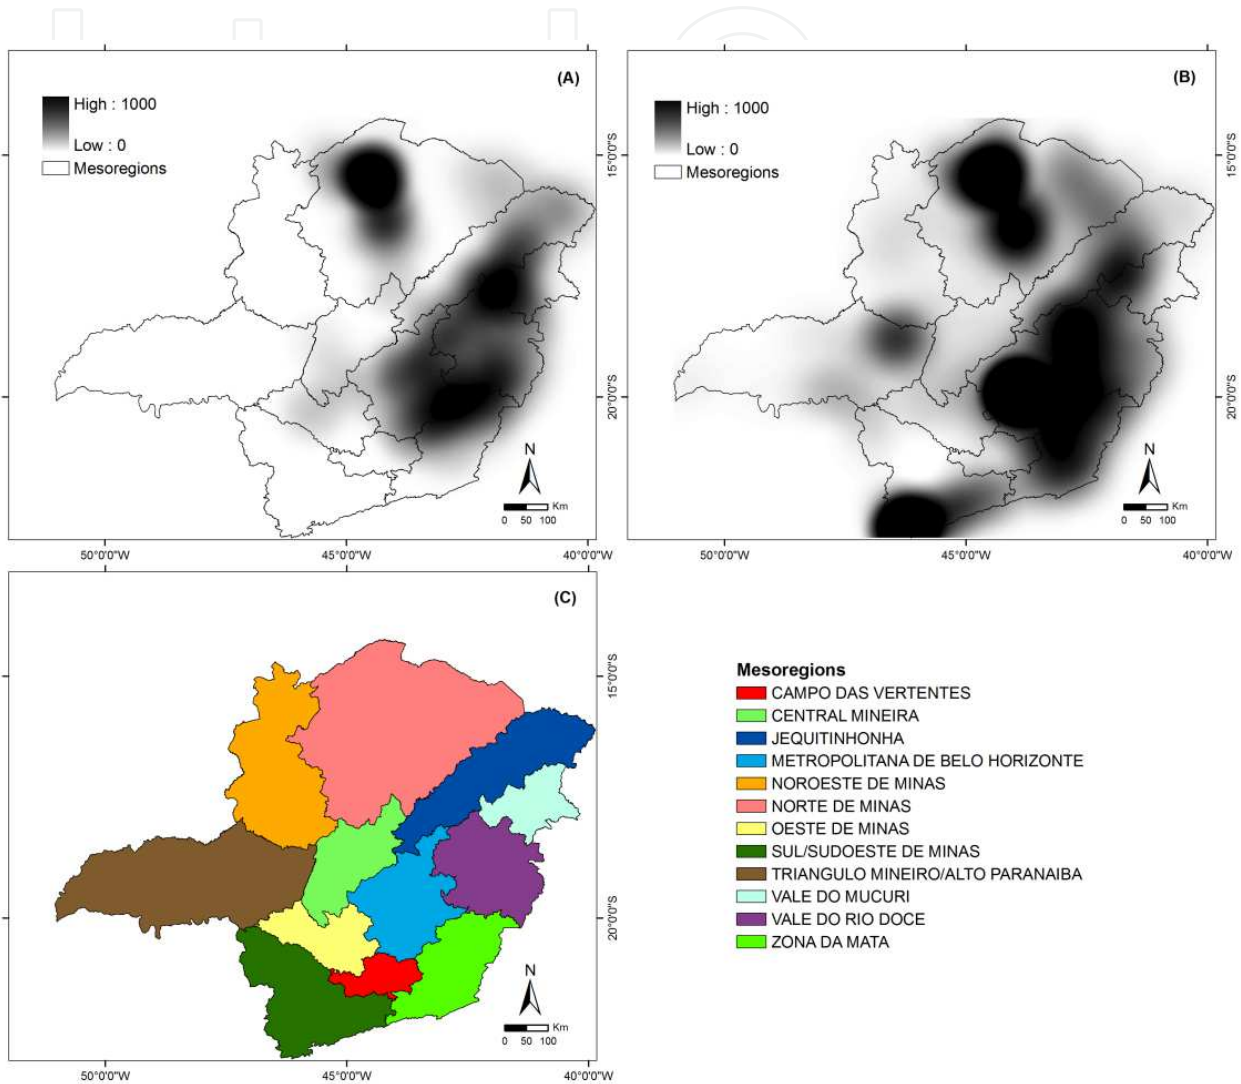 (A)
High : 1000
Low : 0
Mesoregions
15°0'0"S
20°0'0"S
N
Km
0 50 100
50°0'0"W 45°0'0"W 40°0'0"W
(B)
High : 1000
Low : 0
Mesoregions
15°0'0"S
20°0'0"S
N
Km
0 50 100
50°0'0"W 45°0'0"W 40°0'0"W
(C)
15°0'0"S
20°0'0"S
N
Km
0 50 100
50°0'0"W 45°0'0"W 40°0'0"W
Mesoregions
CAMPO DAS VERTENTES
CENTRAL MINEIRA
JEQUITINHONHA
METROPOLITANA DE BELO HORIZONTE
NOROESTE DE MINAS
NORTE DE MINAS
OESTE DE MINAS
SUL/SUDOESTE DE MINAS
TRIANGULO MINEIRO/ALTO PARANAIBA
VALE DO MUCURI
VALE DO RIO DOCE
ZONA DA MATA